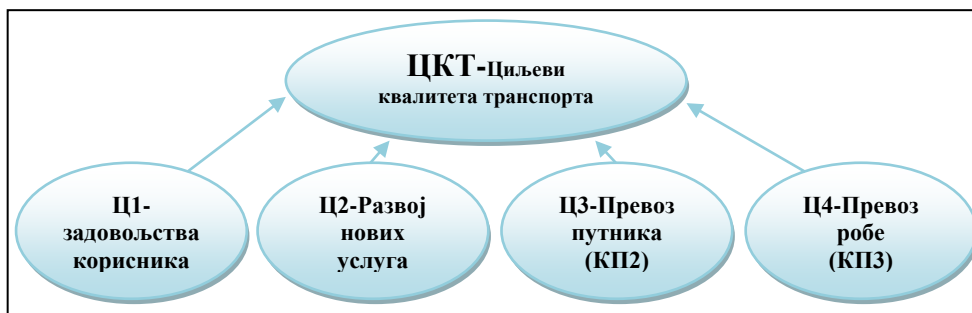 ЦКТ-Циљеви
квалитета транспорта
Ц1-
задовољства
корисника
Ц2-Развој
нових
услуга
Ц3-Превоз
путника
(КП2)
Ц4-Превоз
робе
(КП3)